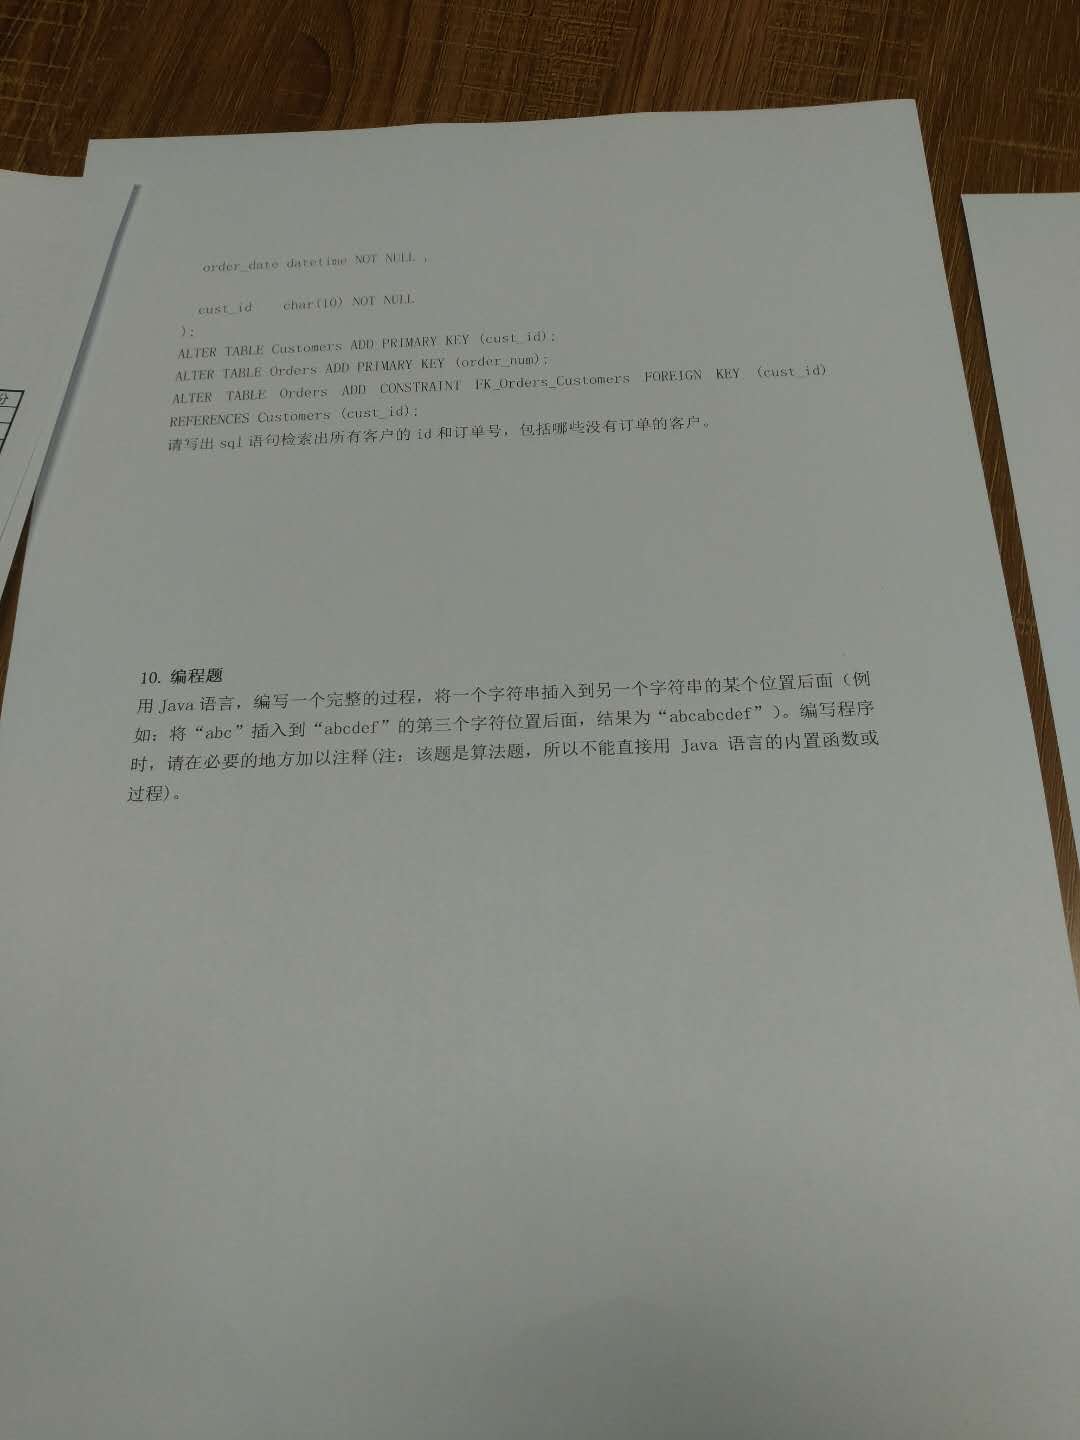 order_date datetime NOT NULL ,
cust_id    char(10) NOT NULL
);
ALTER TABLE Customers ADD PRIMARY KEY (cust_id);
ALTER TABLE Orders ADD PRIMARY KEY (order_num);
ALTER TABLE Orders ADD CONSTRAINT FK_Orders_Customers FOREIGN KEY (cust_id)
REFERENCES Customers (cust_id);
请写出 sql 语句检索出所有客户的 id 和订单号，包括哪些没有订单的客户。
10. 编程题
用 Java 语言，编写一个完整的过程，将一个字符串插入到另一个字符串的某个位置后面（例
如：将“abc”插入到“abcdef”的第三个字符位置后面，结果为“abcabcdef”）。编写程序
时，请在必要的地方加以注释(注：该题是算法题，所以不能直接用 Java 语言的内置函数或
过程)。
分